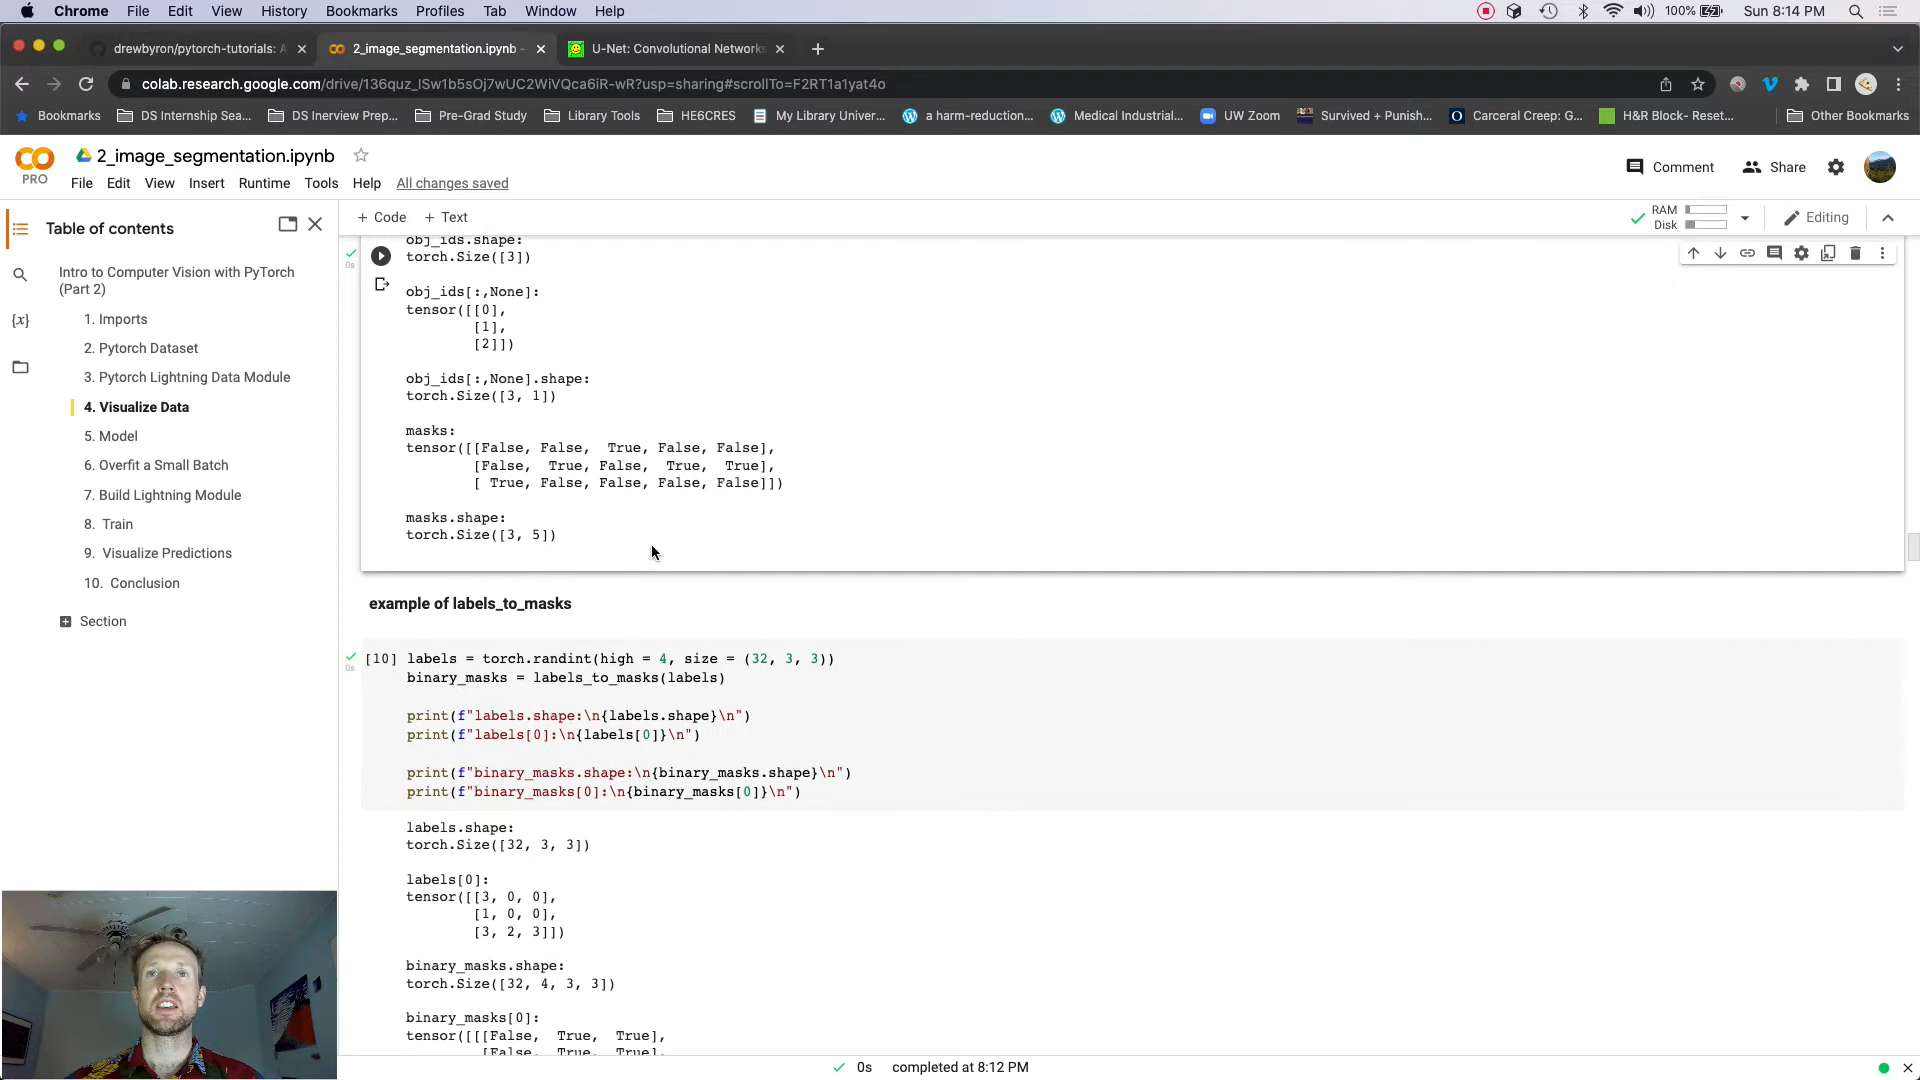 Chrome File Edit View History Bookmarks Profiles Tab Window Help 100% Sun 8:14 PM
drewbyron/pytorch-tutorials: A 2_image_segmentation.ipynb - U-Net: Convolutional Networks
colab.research.google.com/drive/136quz_lSw1b5sOj7wUC2WiVQca6iR-wR?usp=sharing#scrollTo=F2RT1a1yat4o
Bookmarks DS Internship Sea... DS Inerview Prep... Pre-Grad Study Library Tools HE6CRES My Library Univer... a harm-reduction... Medical Industrial... UW Zoom Survived + Punish... Carceral Creep: G... H&R Block- Reset... Other Bookmarks
2_image_segmentation.ipynb
PRO
Comment Share
File Edit View Insert Runtime Tools Help All changes saved
+ Code + Text
RAM
Disk
Editing
Table of contents
Intro to Computer Vision with PyTorch
(Part 2)
{x}
1. Imports
2. Pytorch Dataset
3. Pytorch Lightning Data Module
4. Visualize Data
5. Model
6. Overfit a Small Batch
7. Build Lightning Module
8. Train
9. Visualize Predictions
10. Conclusion
Section
0s
obj_ids.shape:
torch.Size([3])
obj_ids[:,None]:
tensor([[0],
[1],
[2]])
obj_ids[:,None].shape:
torch.Size([3, 1])
masks:
tensor([[False, False,  True, False, False],
[False,  True, False,  True,  True],
[ True, False, False, False, False]])
masks.shape:
torch.Size([3, 5])
example of labels_to_masks
0s
[10] labels = torch.randint(high = 4, size = (32, 3, 3))
binary_masks = labels_to_masks(labels)
print(f"labels.shape:\n{labels.shape}\n")
print(f"labels[0]:\n{labels[0]}\n")
print(f"binary_masks.shape:\n{binary_masks.shape}\n")
print(f"binary_masks[0]:\n{binary_masks[0]}\n")
labels.shape:
torch.Size([32, 3, 3])
labels[0]:
tensor([[3, 0, 0],
[1, 0, 0],
[3, 2, 3]])
binary_masks.shape:
torch.Size([32, 4, 3, 3])
binary_masks[0]:
tensor([[[False,  True,  True],
[False,  True,  True],
0s completed at 8:12 PM